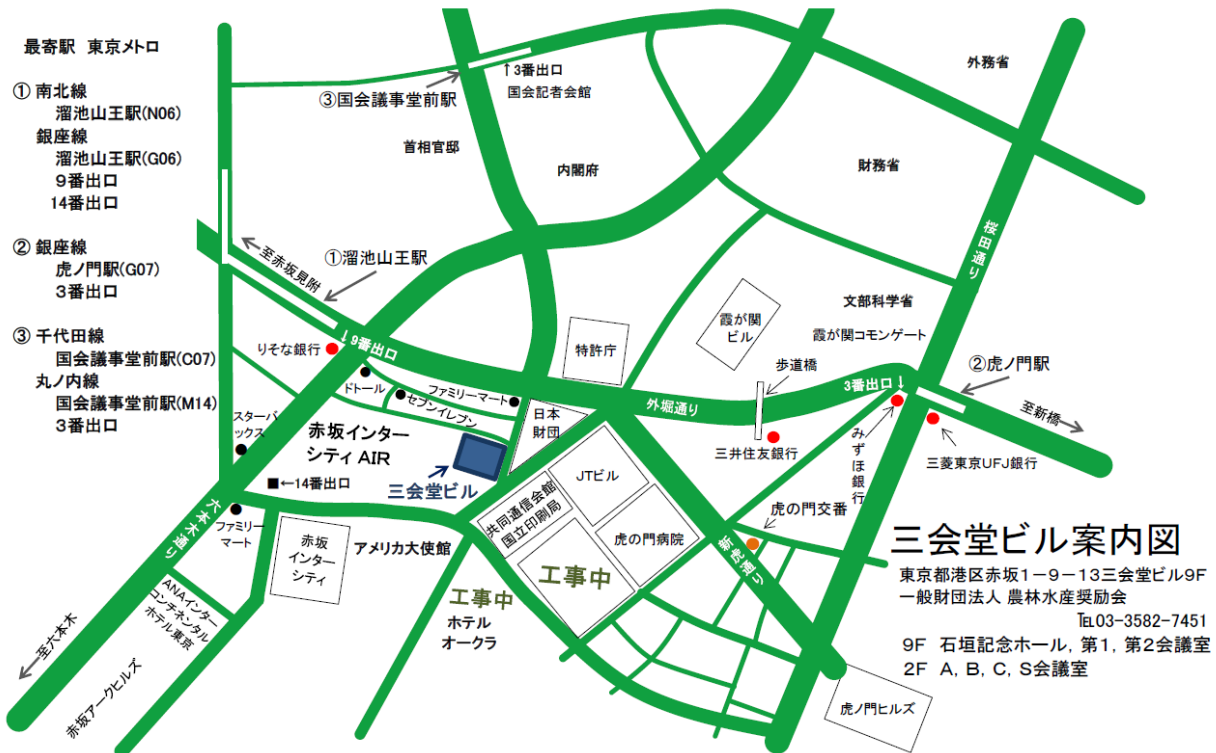 最寄駅 東京メトロ
① 南北線
溜池山王駅(N06)
銀座線
溜池山王駅(G06)
9番出口
14番出口
② 銀座線
虎ノ門駅(G07)
3番出口
③ 千代田線
国会議事堂前駅(C07)
丸ノ内線
国会議事堂前駅(M14)
3番出口
↑3番出口
国会記者会館
③国会議事堂前駅
首相官邸
内閣府
外務省
財務省
桜田通り
至赤坂見附
①溜池山王駅
文部科学省
霞が関コモンゲート
霞が関
ビル
特許庁
歩道橋
りそな銀行
↓9番出口
3番出口↓
②虎ノ門駅
至新橋
ドトール
ファミリーマート
セブンイレブン
外堀通り
日本
財団
スターバ
ックス
赤坂インター
シティ AIR
三会堂ビル
■←14番出口
三井住友銀行
みずほ銀行
三菱東京UFJ銀行
JTビル
共同通信会館
国立印刷局
虎の門病院
虎の門交番
六本木通り
ファミリー
マート
赤坂
インター
シティ
アメリカ大使館
工事中
工事中
ホテル
オークラ
新虎通り
ANAインター
コンチネンタル
ホテル東京
至六本木
赤坂アークヒルズ
虎ノ門ヒルズ
三会堂ビル案内図
東京都港区赤坂1-9-13三会堂ビル9F
一般財団法人 農林水産奨励会
℡03-3582-7451
9F 石垣記念ホール, 第1, 第2会議室
2F A, B, C, S会議室